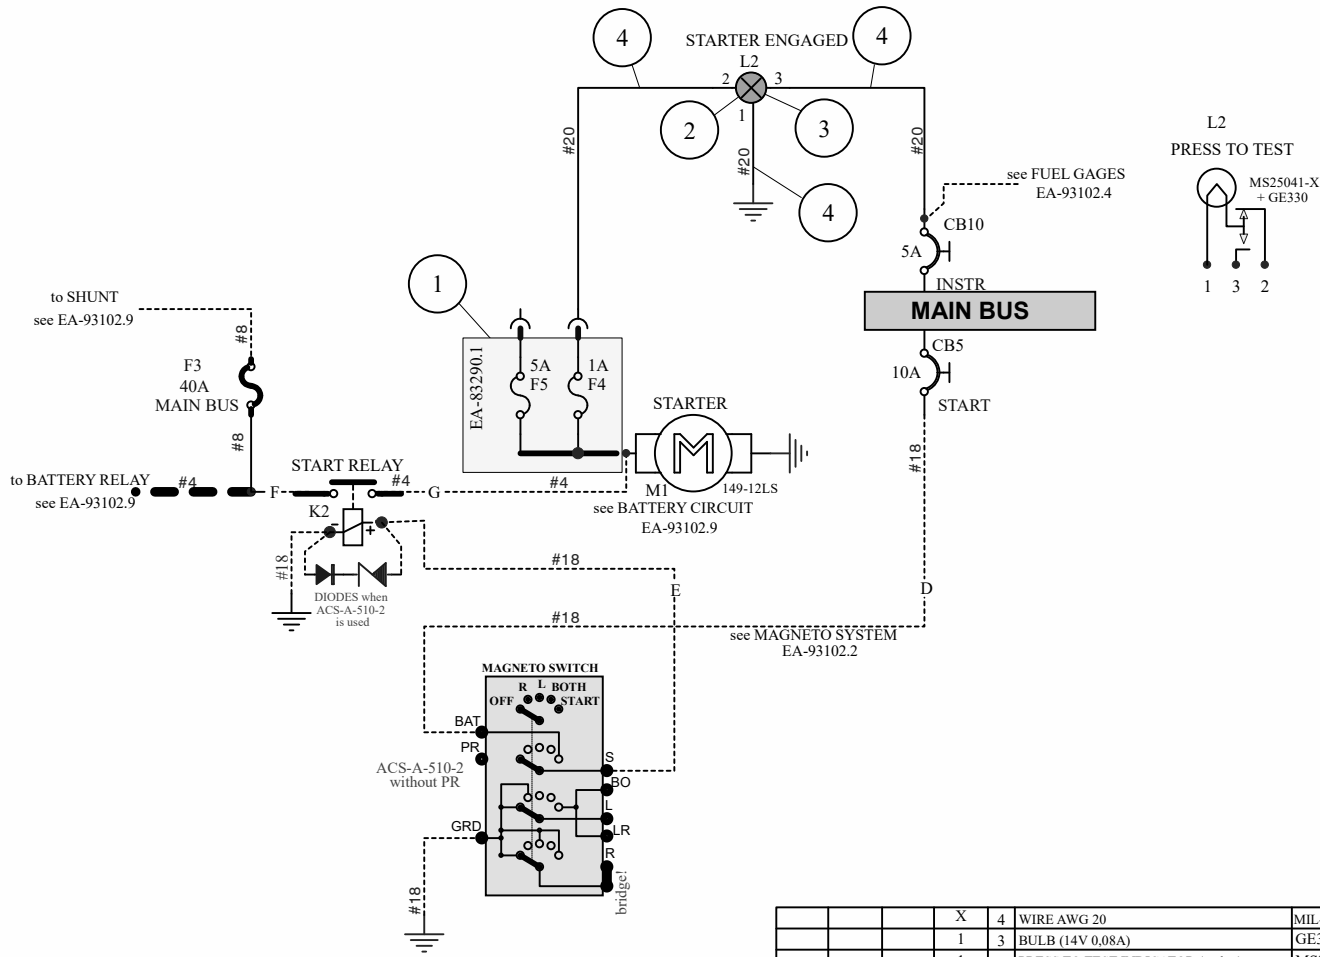 4
STARTER ENGAGED
4
L2
2
3
1
2
3
4
#20
#20
#20
see FUEL GAGES
EA-93102.4
CB10
5A
INSTR
MAIN BUS
CB5
10A
START
L2
PRESS TO TEST
MS25041-X
+ GE330
1 3 2
1
to SHUNT
see EA-93102.9
#8
F3
40A
MAIN BUS
#8
to BATTERY RELAY
see EA-93102.9
#4
EA-83290.1
5A
F5
1A
F4
STARTER
M
M1
149-12LS
see BATTERY CIRCUIT
EA-93102.9
START RELAY
F
#4
G
#4
K2
-
+
#18
DIODES when
ACS-A-510-2
is used
#18
E
#18
#18
D
see MAGNETO SYSTEM
EA-93102.2
MAGNETO SWITCH
R L BOTH
OFF START
BAT
PR
ACS-A-510-2
without PR
S
BO
L
LR
GRD
R
bridge!
#18
X 4 WIRE AWG 20 MIL
1 3 BULB (14V 0,08A)